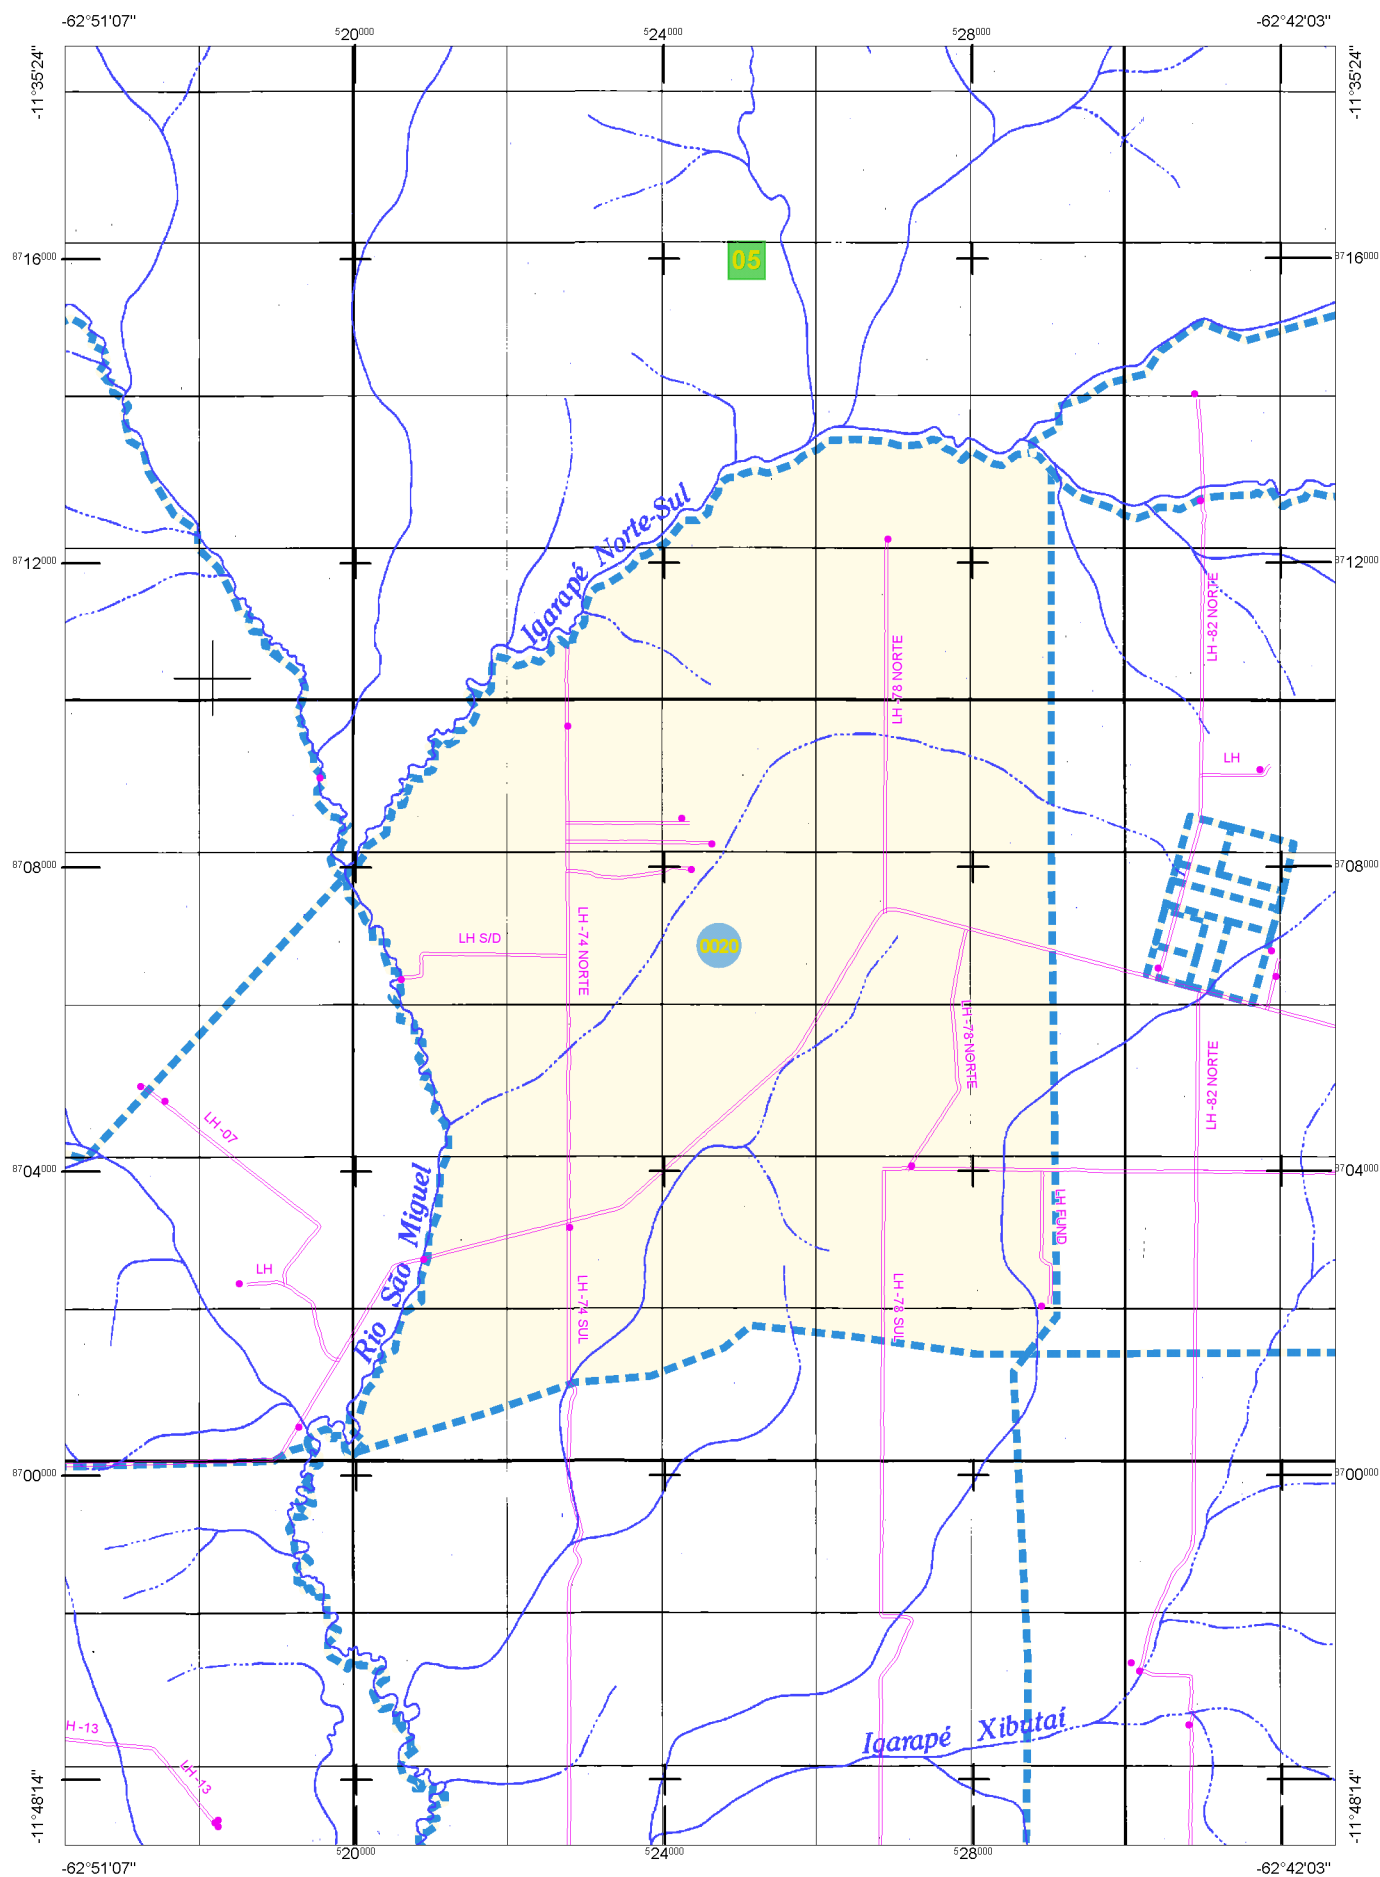 -62°51'07" -62°42'03"
520000 524000 528000
-11°35'24" -11°35'24"
05
8716000 8716000
Igarapé Norte-Sul
8712000 8712000
LH -82 NORTE
LH -78 NORTE
LH
8708000 8708000
LH -74 NORTE
LH S/D
0020
LH -78 NORTE
LH -82 NORTE
LH -07
8704000 8704000
Rio São Miguel
LH FUND
LH
LH -74 SUL
LH -78 SUL
8700000 8700000
H -13
Igarapé Xibutaí
LH -13
-11°48'14" -11°48'14"
520000 524000 528000
-62°51'07" -62°42'03"